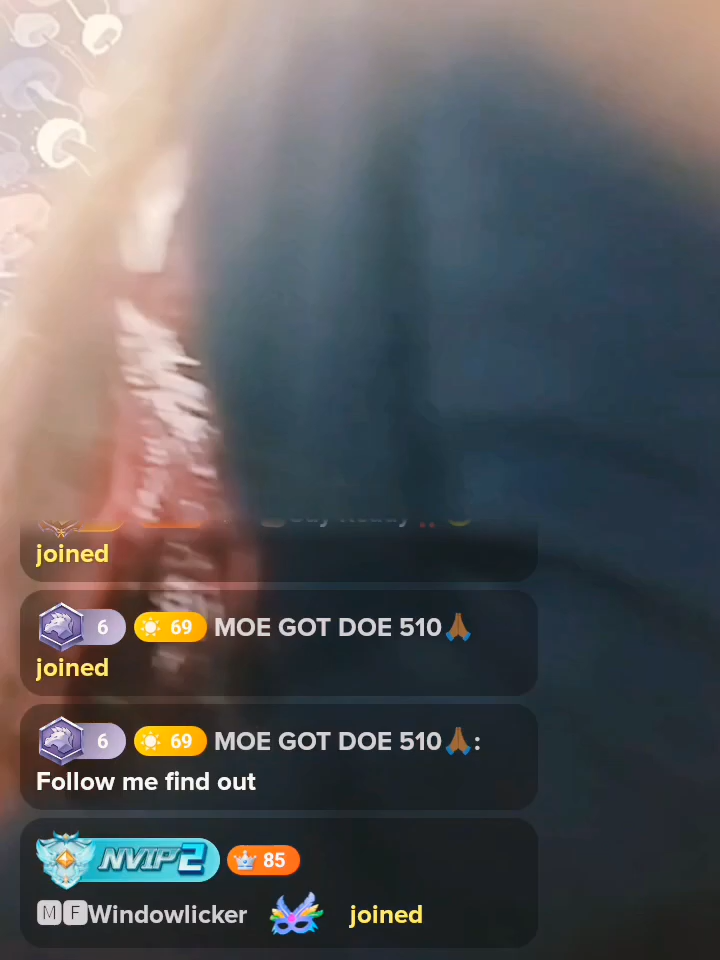 joined
6 69 MOE GOT DOE 510🙏🏾
joined
6 69 MOE GOT DOE 510🙏🏾:
Follow me find out
NVIP2 85
🄼🄵Windowlicker joined